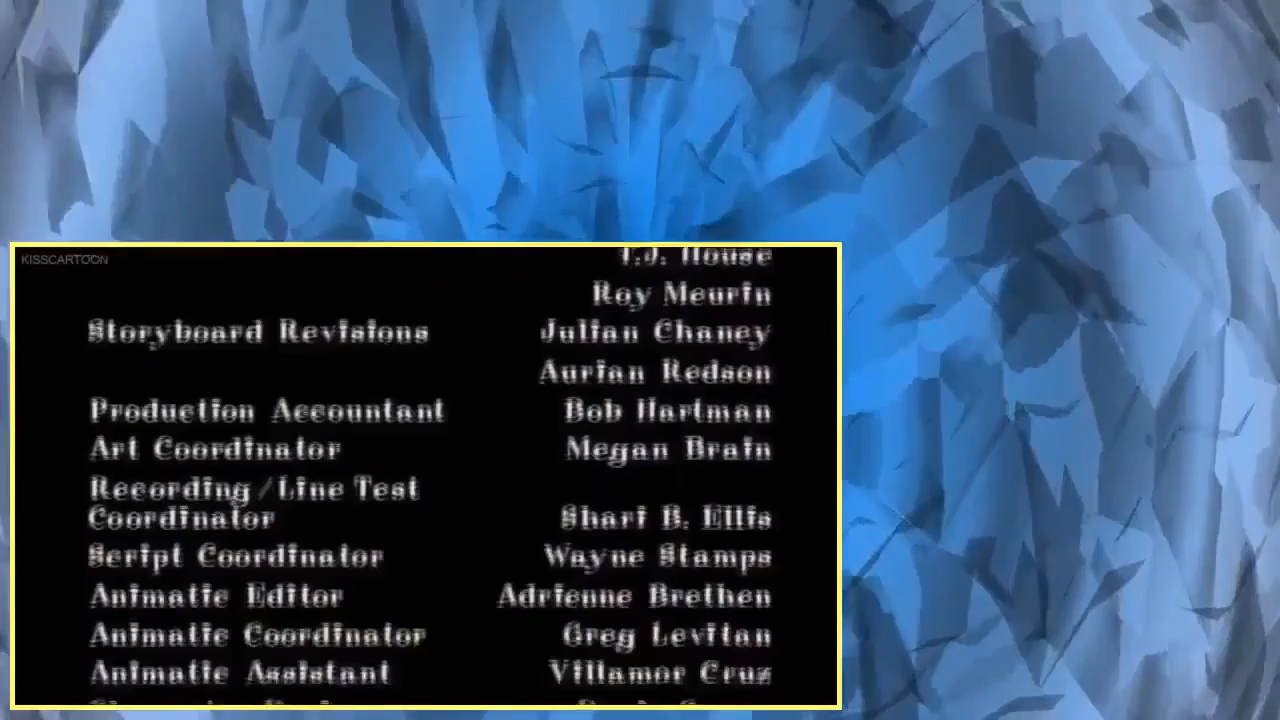 KISSCARTOON
T.J. House
Roy Meurin
Storyboard Revisions Julian Chaney
Aurian Redson
Production Accountant Bob Hartman
Art Coordinator Megan Brain
Recording/Line Test
Coordinator Shari B. Ellis
Script Coordinator Wayne Stamps
Animatic Editor Adrienne Brethen
Animatic Coordinator Greg Levitan
Animatic Assistant Villamor Cruz